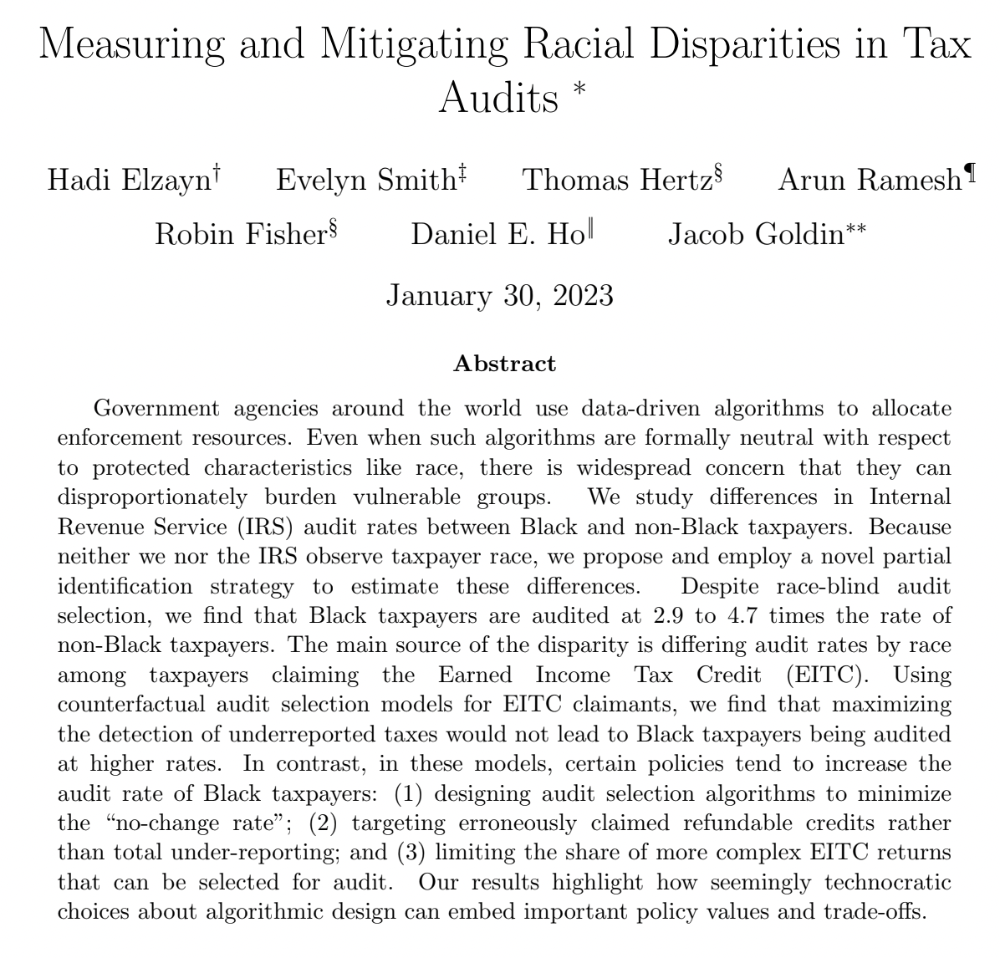 Measuring and Mitigating Racial Disparities in Tax
Audits *
Hadi Elzayn† Evelyn Smith‡ Thomas Hertz§ Arun Ramesh¶
Robin Fisher§ Daniel E. Ho‖ Jacob Goldin**
January 30, 2023
Abstract
Government agencies around the world use data-driven algorithms to allocate
enforcement resources. Even when such algorithms are formally neutral with respect
to protected characteristics like race, there is widespread concern that they can
disproportionately burden vulnerable groups. We study differences in Internal
Revenue Service (IRS) audit rates between Black and non-Black taxpayers. Because
neither we nor the IRS observe taxpayer race, we propose and employ a novel partial
identification strategy to estimate these differences. Despite race-blind audit
selection, we find that Black taxpayers are audited at 2.9 to 4.7 times the rate of
non-Black taxpayers. The main source of the disparity is differing audit rates by race
among taxpayers claiming the Earned Income Tax Credit (EITC). Using
counterfactual audit selection models for EITC claimants, we find that maximizing
the detection of underreported taxes would not lead to Black taxpayers being audited
at higher rates. In contrast, in these models, certain policies tend to increase the
audit rate of Black taxpayers: (1) designing audit selection algorithms to minimize
the “no-change rate”; (2) targeting erroneously claimed refundable credits rather
than total under-reporting; and (3) limiting the share of more complex EITC returns
that can be selected for audit. Our results highlight how seemingly technocratic
choices about algorithmic design can embed important policy values and trade-offs.